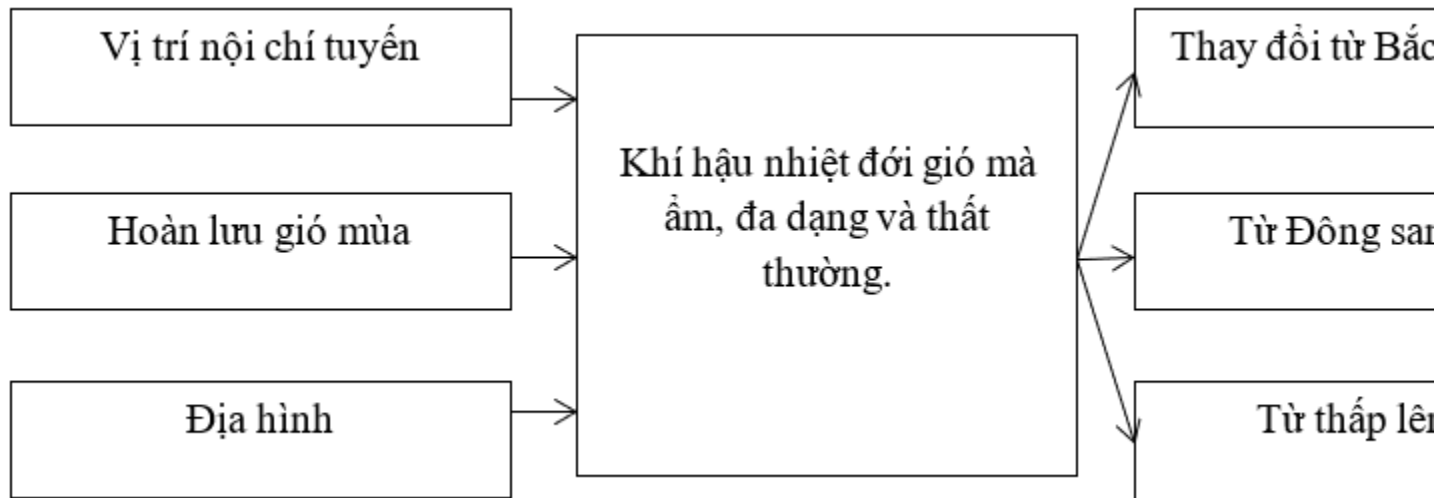 Vị trí nội chí tuyến
Hoàn lưu gió mùa
Địa hình
Khí hậu nhiệt đới gió mà
ẩm, đa dạng và thất
thường.
Thay đổi từ Bắc
Từ Đông
Từ thấp